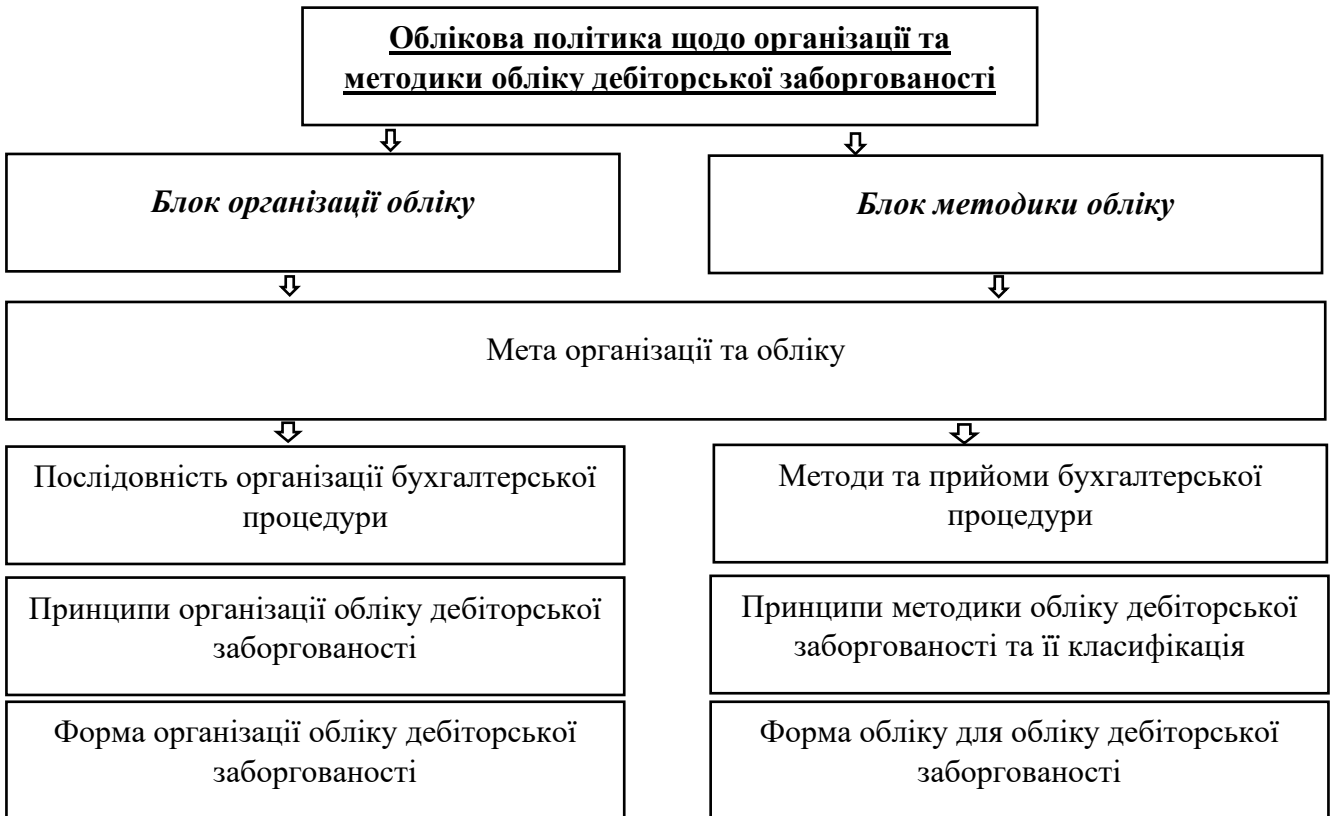 Облікова політика щодо організації та
методики обліку дебіторської заборгованості
Блок організації обліку
Блок методики обліку
Мета організації та обліку
Послідовність організації бухгалтерської
процедури
Методи та прийоми бухгалтерської
процедури
Принципи організації обліку дебіторської
заборгованості
Принципи методики обліку дебіторської
заборгованості та її класифікація
Форма організації обліку дебіторської
заборгованості
Форма обліку для обліку дебіторської
заборгованості